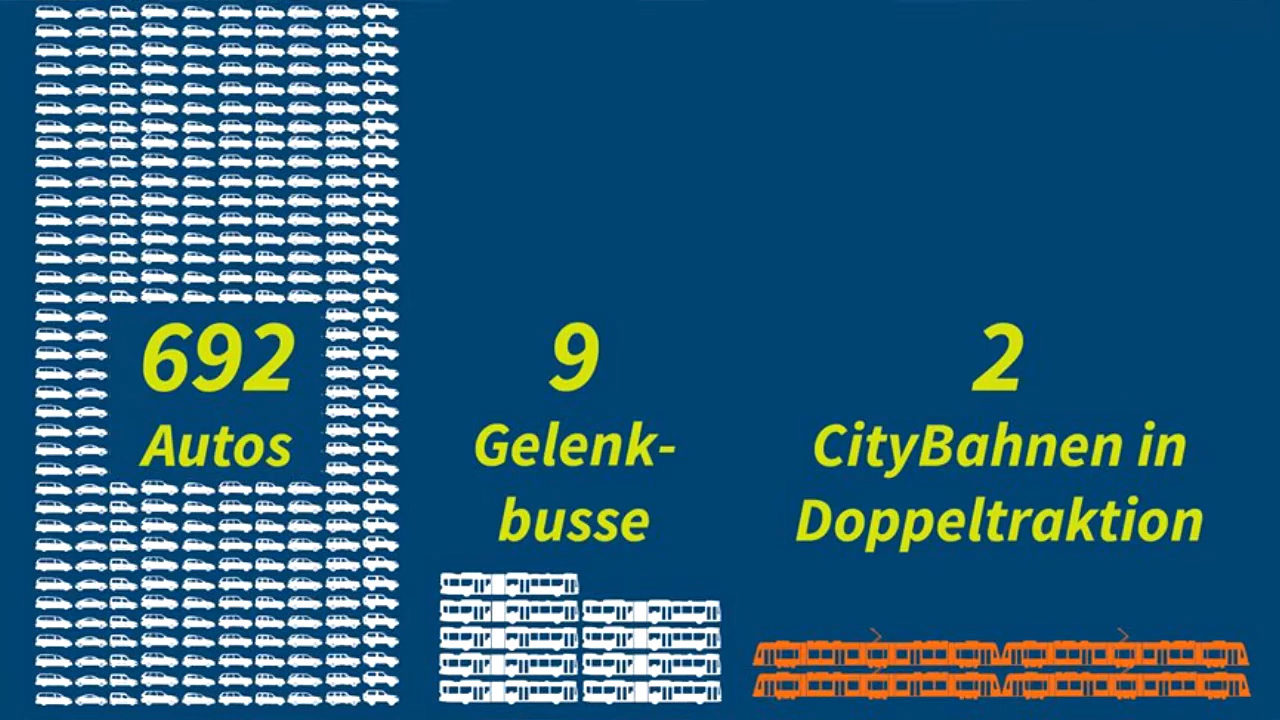 692
Autos
9
Gelenk-
busse
2
CityBahnen in
Doppeltraktion